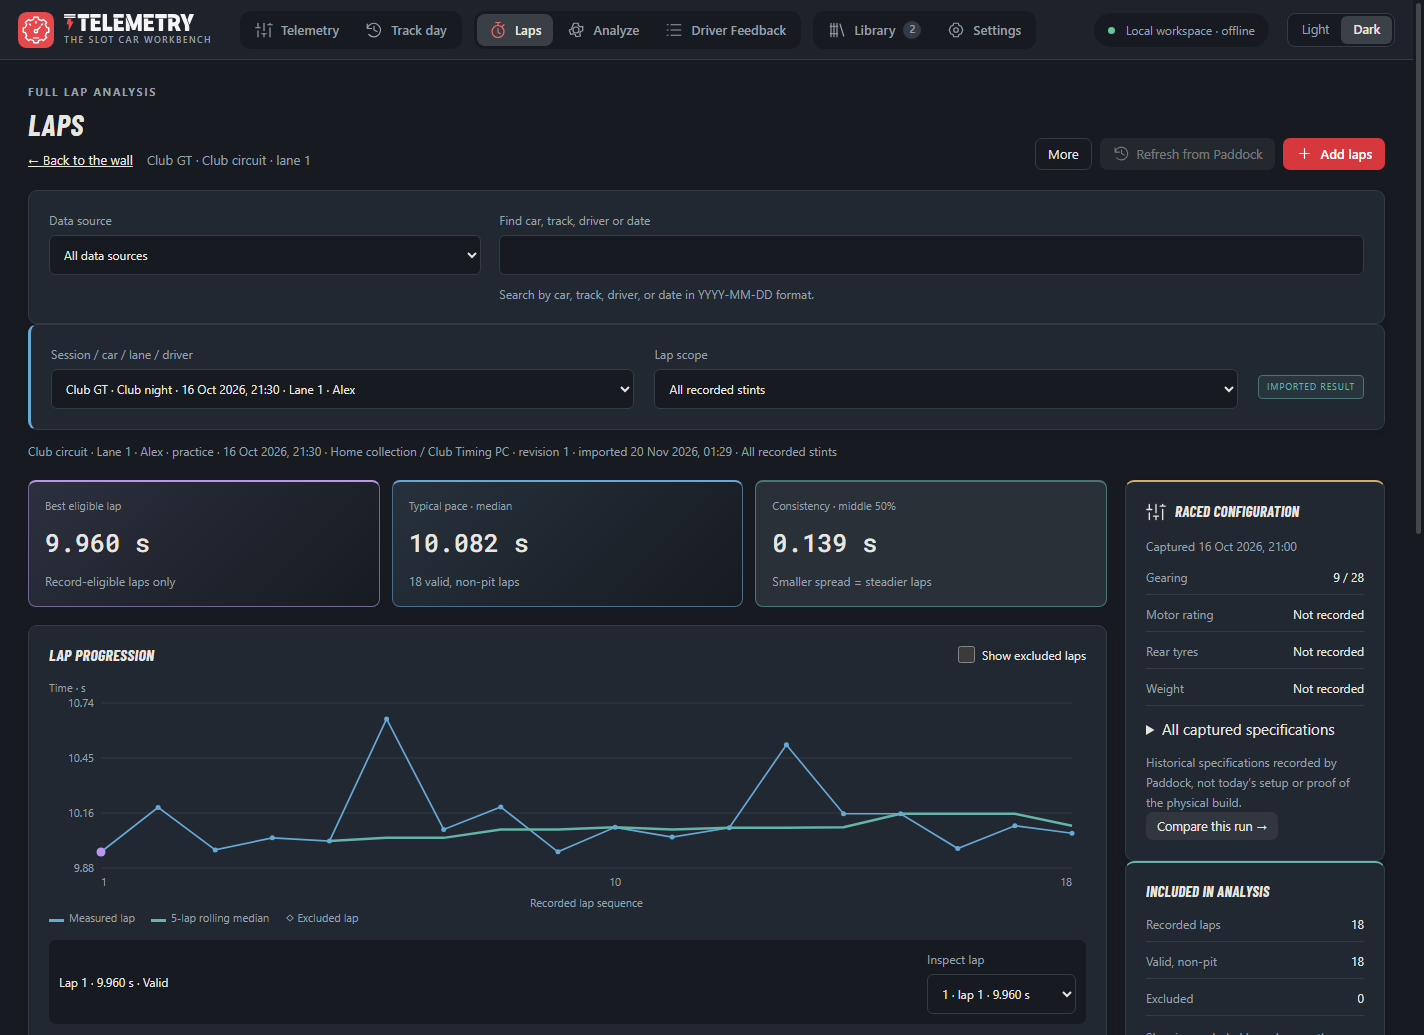 TELEMETRY
THE SLOT CAR WORKBENCH
Telemetry
Track day
Laps
Analyze
Driver Feedback
Library 2
Settings
Local workspace · offline
Light
Dark
FULL LAP ANALYSIS
LAPS
← Back to the wall
Club GT · Club circuit · lane 1
More
Refresh from Paddock
+ Add laps
Data source
All data sources
Find car, track, driver or date
Search by car, track, driver, or date in YYYY-MM-DD format.
Session / car / lane / driver
Club GT · Club night · 16 Oct 2026, 21:30 · Lane 1 · Alex
Lap scope
All recorded stints
IMPORTED RESULT
Club circuit · Lane 1 · Alex · practice · 16 Oct 2026, 21:30 · Home collection / Club Timing PC · revision 1 · imported 20 Nov 2026, 01:29 · All recorded stints
Best eligible lap
9.960 s
Record-eligible laps only
Typical pace · median
10.082 s
18 valid, non-pit laps
Consistency · middle 50%
0.139 s
Smaller spread = steadier laps
LAP PROGRESSION
Show excluded laps
Time · s
10.74
10.45
10.16
9.88
1
10
18
Recorded lap sequence
Measured lap
5-lap rolling median
◇ Excluded lap
Lap 1 · 9.960 s · Valid
Inspect lap
1 · lap 1 · 9.960 s
RACED CONFIGURATION
Captured 16 Oct 2026, 21:00
Gearing 9 / 28
Motor rating Not recorded
Rear tyres Not recorded
Weight Not recorded
▶ All captured specifications
Historical specifications recorded by
Paddock, not today's setup or proof of
the physical build.
Compare this run →
INCLUDED IN ANALYSIS
Recorded laps 18
Valid, non-pit 18
Excluded 0